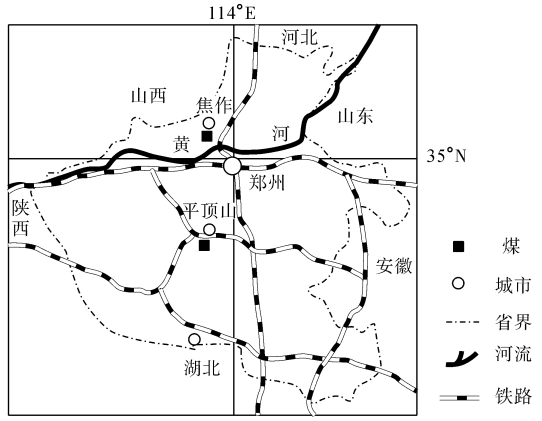 114°E
河北
山西
焦作
山东
黄
河
35°N
郑州
陕西
平顶山
安徽
湖北
煤
城市
省界
河流
铁路